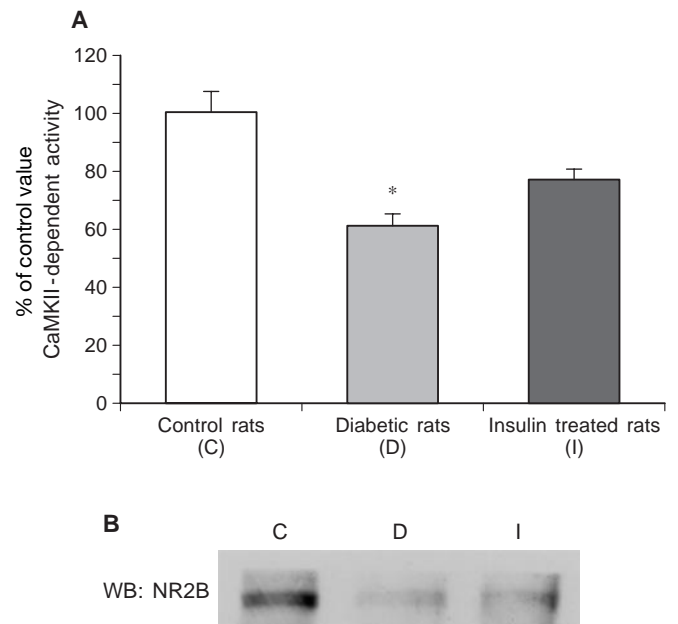 A
120
100
80
60
40
20
0
% of control value
CaMKII-dependent activity
*
Control rats
(C)
Diabetic rats
(D)
Insulin treated rats
(I)
B
C D I
WB: NR2B